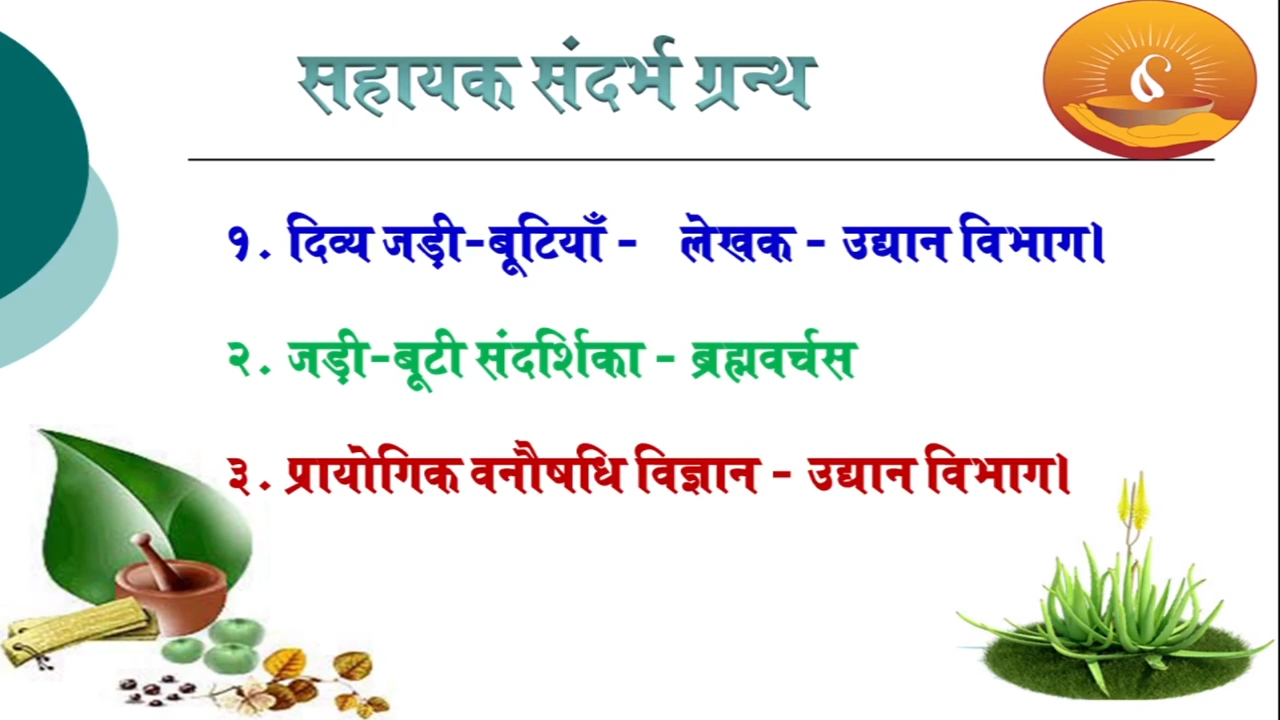 सहायक संदर्भ ग्रन्थ
१. दिव्य जड़ी-बूटियाँ - लेखक - उद्यान विभाग।
२. जड़ी-बूटी संदर्शिका - ब्रह्मवर्चस
३. प्रायोगिक वनौषधि विज्ञान - उद्यान विभाग।